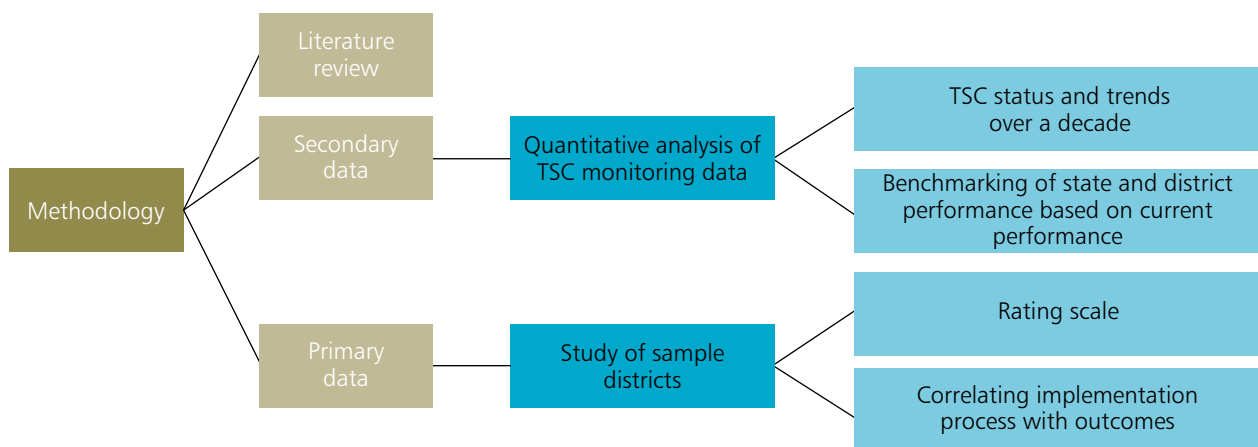 Methodology
Literature
review
Secondary
data
Primary
data
Quantitative analysis of
TSC monitoring data
Study of sample
districts
TSC status and trends
over a decade
Benchmarking of state and district
performance based on current
performance
Rating scale
Correlating implementation
process with outcomes